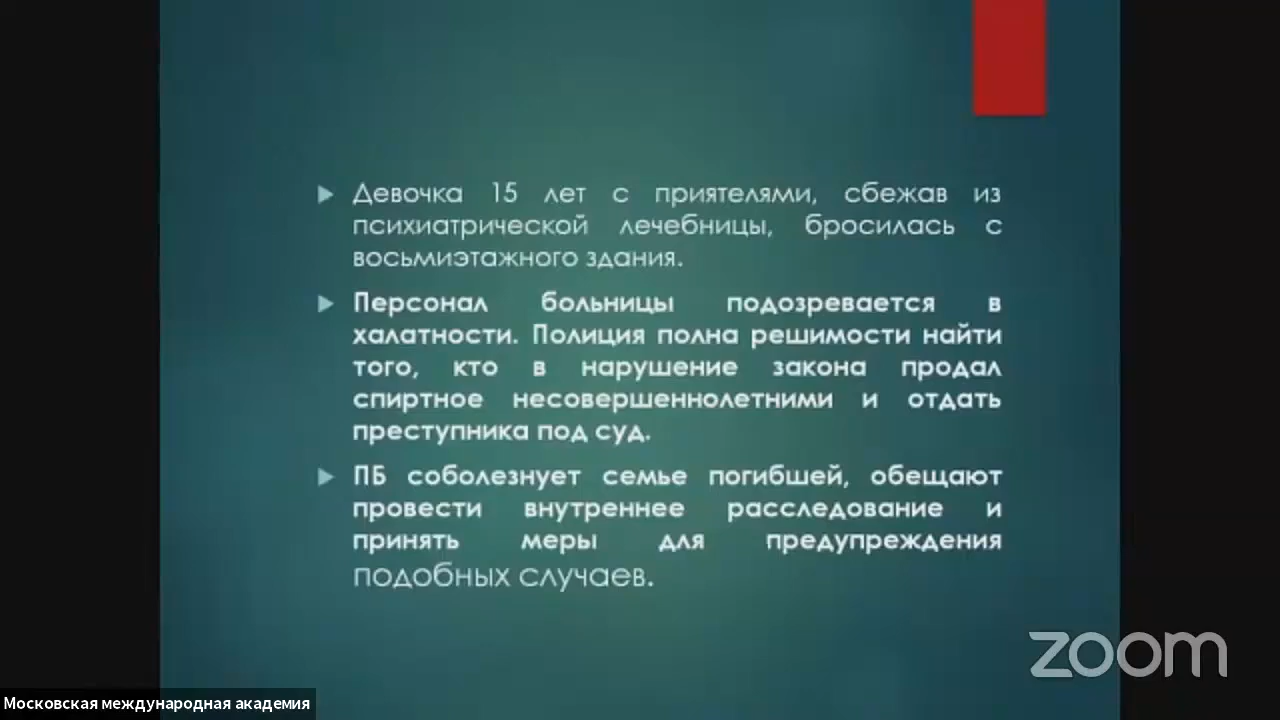 Девочка 15 лет с приятелями, сбежав из
психиатрической лечебницы, бросилась с
восьмиэтажного здания.
Персонал больницы подозревается в
халатности. Полиция полна решимости найти
того, кто в нарушение закона продал
спиртное несовершеннолетними и отдать
преступника под суд.
ПБ соболезнует семье погибшей, обещают
провести внутреннее расследование и
принять меры для предупреждения
подобных случаев.
zoom
Московская международная академия